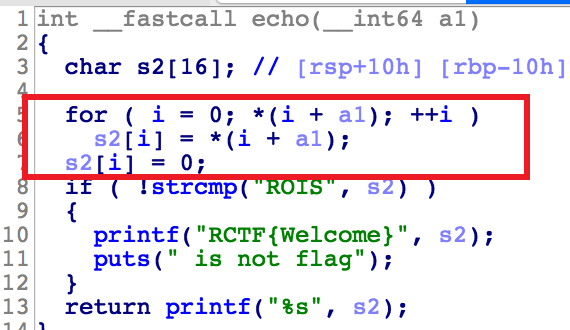 1 int __fastcall echo(__int64 a1)
2 {
3 char s2[16]; // [rsp+10h] [rbp-10h]
4
5 for ( i = 0; *(i + a1); ++i )
6 s2[i] = *(i + a1);
7 s2[i] = 0;
8 if ( !strcmp("ROIS", s2) )
9 {
10 printf("RCTF{Welcome}", s2);
11 puts(" is not flag");
12 }
13 return printf("%s", s2);
14 }